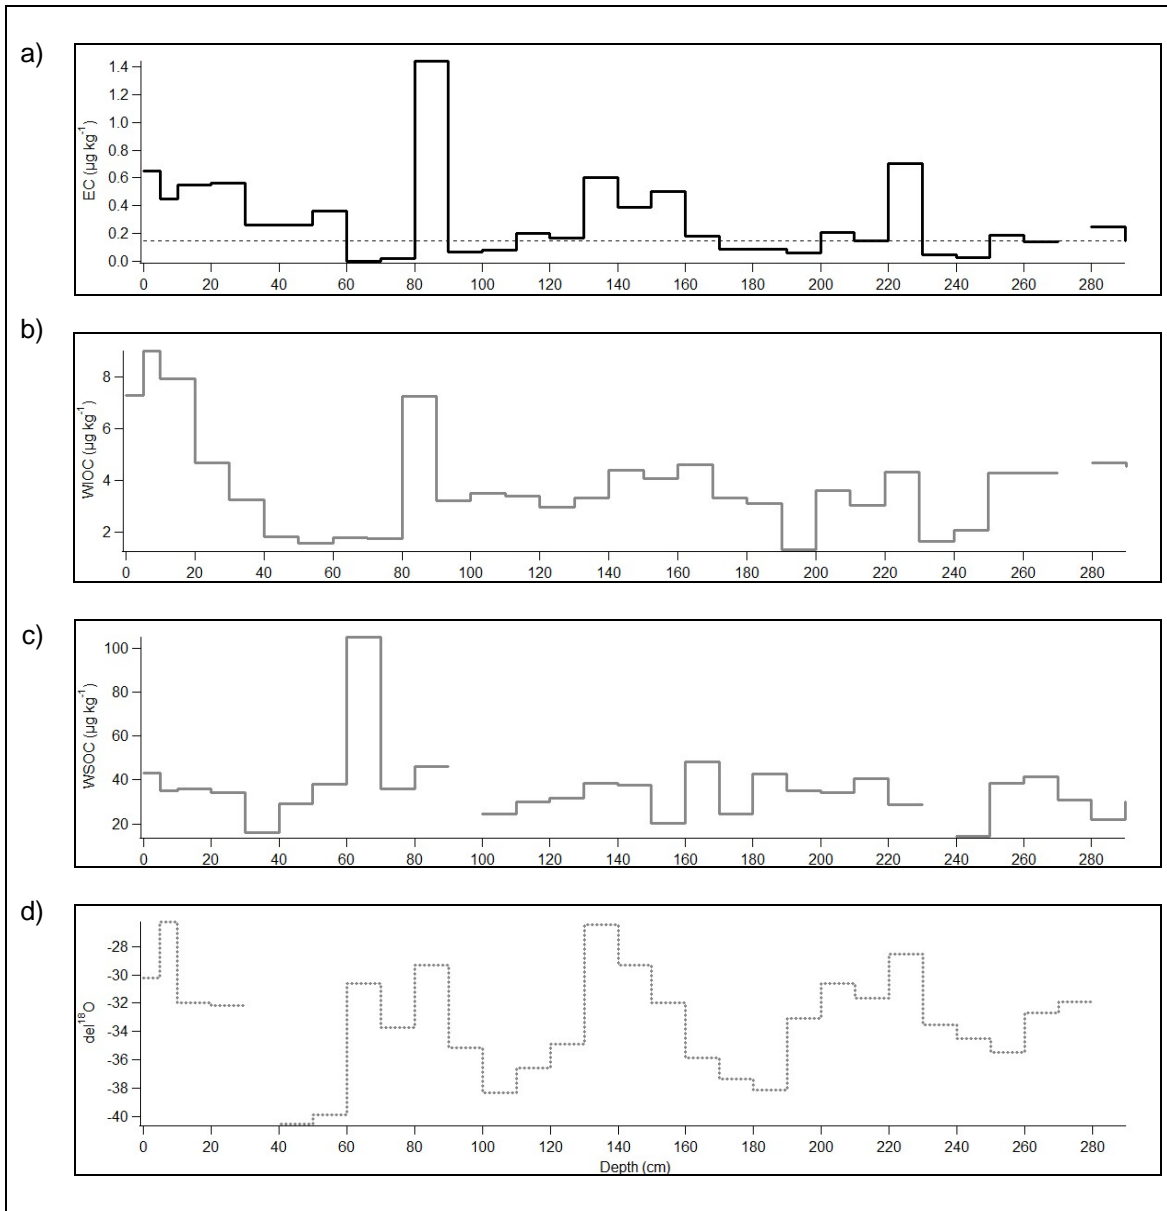 a)
EC (µg kg⁻¹)
1.4
1.2
1.0
0.8
0.6
0.4
0.2
0.0
0 20 40 60 80 100 120 140 160 180 200 220 240 260 280
b)
WIOC (µg kg⁻¹)
8
6
4
2
0 20 40 60 80 100 120 140 160 180 200 220 240 260 280
c)
WSOC (µg kg⁻¹)
100
80
60
40
20
0 20 40 60 80 100 120 140 160 180 200 220 240 260 280
d)
del¹⁸O
-28
-30
-32
-34
-36
-38
-40
0 20 40 60 80 100 120 140 160 180 200 220 240 260 280
Depth (cm)